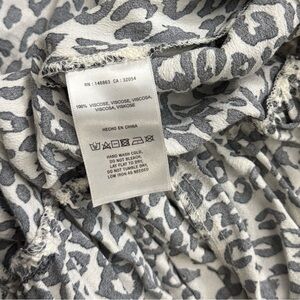 RN : 146863 CA : 32054
100% VISCOSE, VISCOSE, VISCOSA,
VISCOSA, VISKOSE
HECHO EN CHINA
HAND WASH COLD,
DO NOT BLEACH,
LAY FLAT TO DRY,
DO NOT TUMBLE DRY,
LOW IRON AS NEEDED